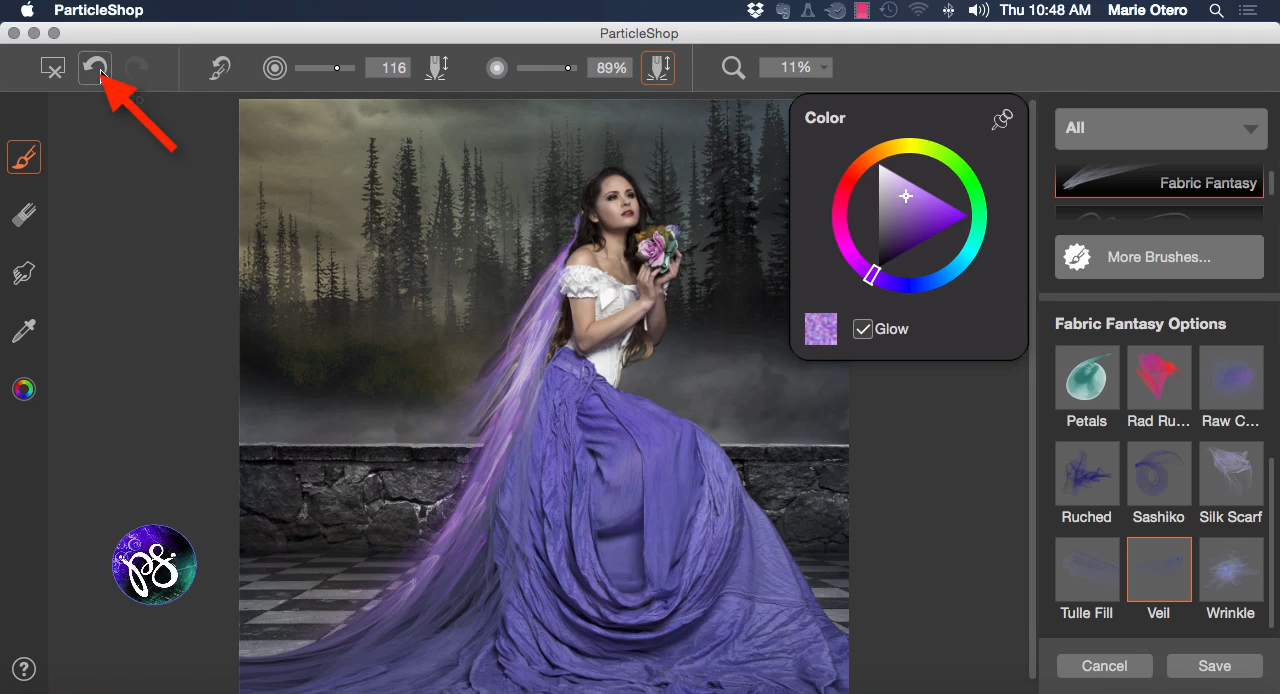 ParticleShop
Thu 10:48 AM
Marie Otero
ParticleShop
116
89%
11%
Color
Glow
All
Fabric Fantasy
More Brushes...
Fabric Fantasy Options
Petals
Rad Ru...
Raw C...
Ruched
Sashiko
Silk Scarf
Tulle Fill
Veil
Wrinkle
ps
?
Cancel
Save